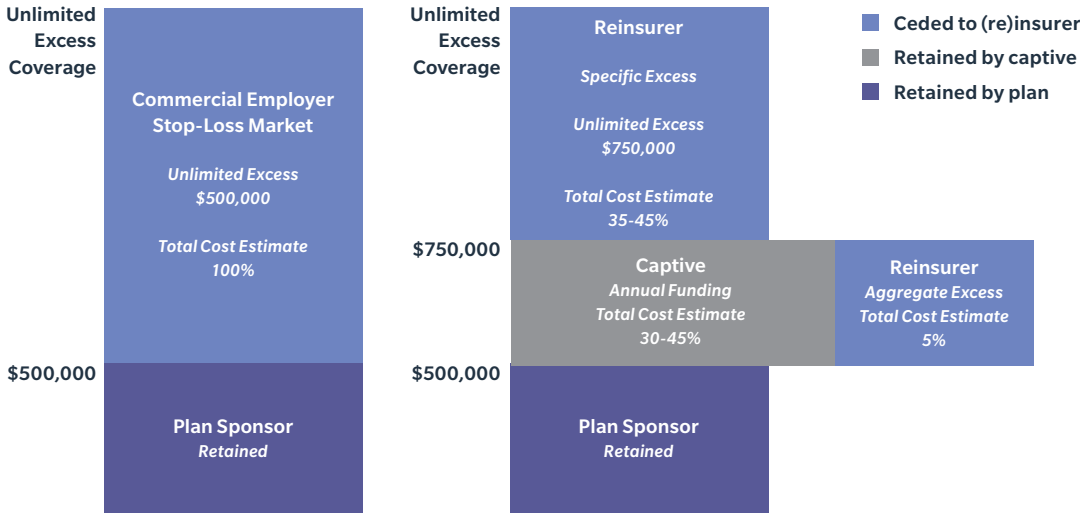 Unlimited
Excess
Coverage
Commercial Employer
Stop-Loss Market
Unlimited Excess
$500,000
Total Cost Estimate
100%
$500,000
Plan Sponsor
Retained
Unlimited
Excess
Coverage
Reinsurer
Specific Excess
Unlimited Excess
$750,000
Total Cost Estimate
35-45%
$750,000
Captive
Annual Funding
Total Cost Estimate
30-45%
Reinsurer
Aggregate Excess
Total Cost Estimate
5%
$500,000
Plan Sponsor
Retained
Ceded to (re)insurer
Retained by captive
Retained by plan